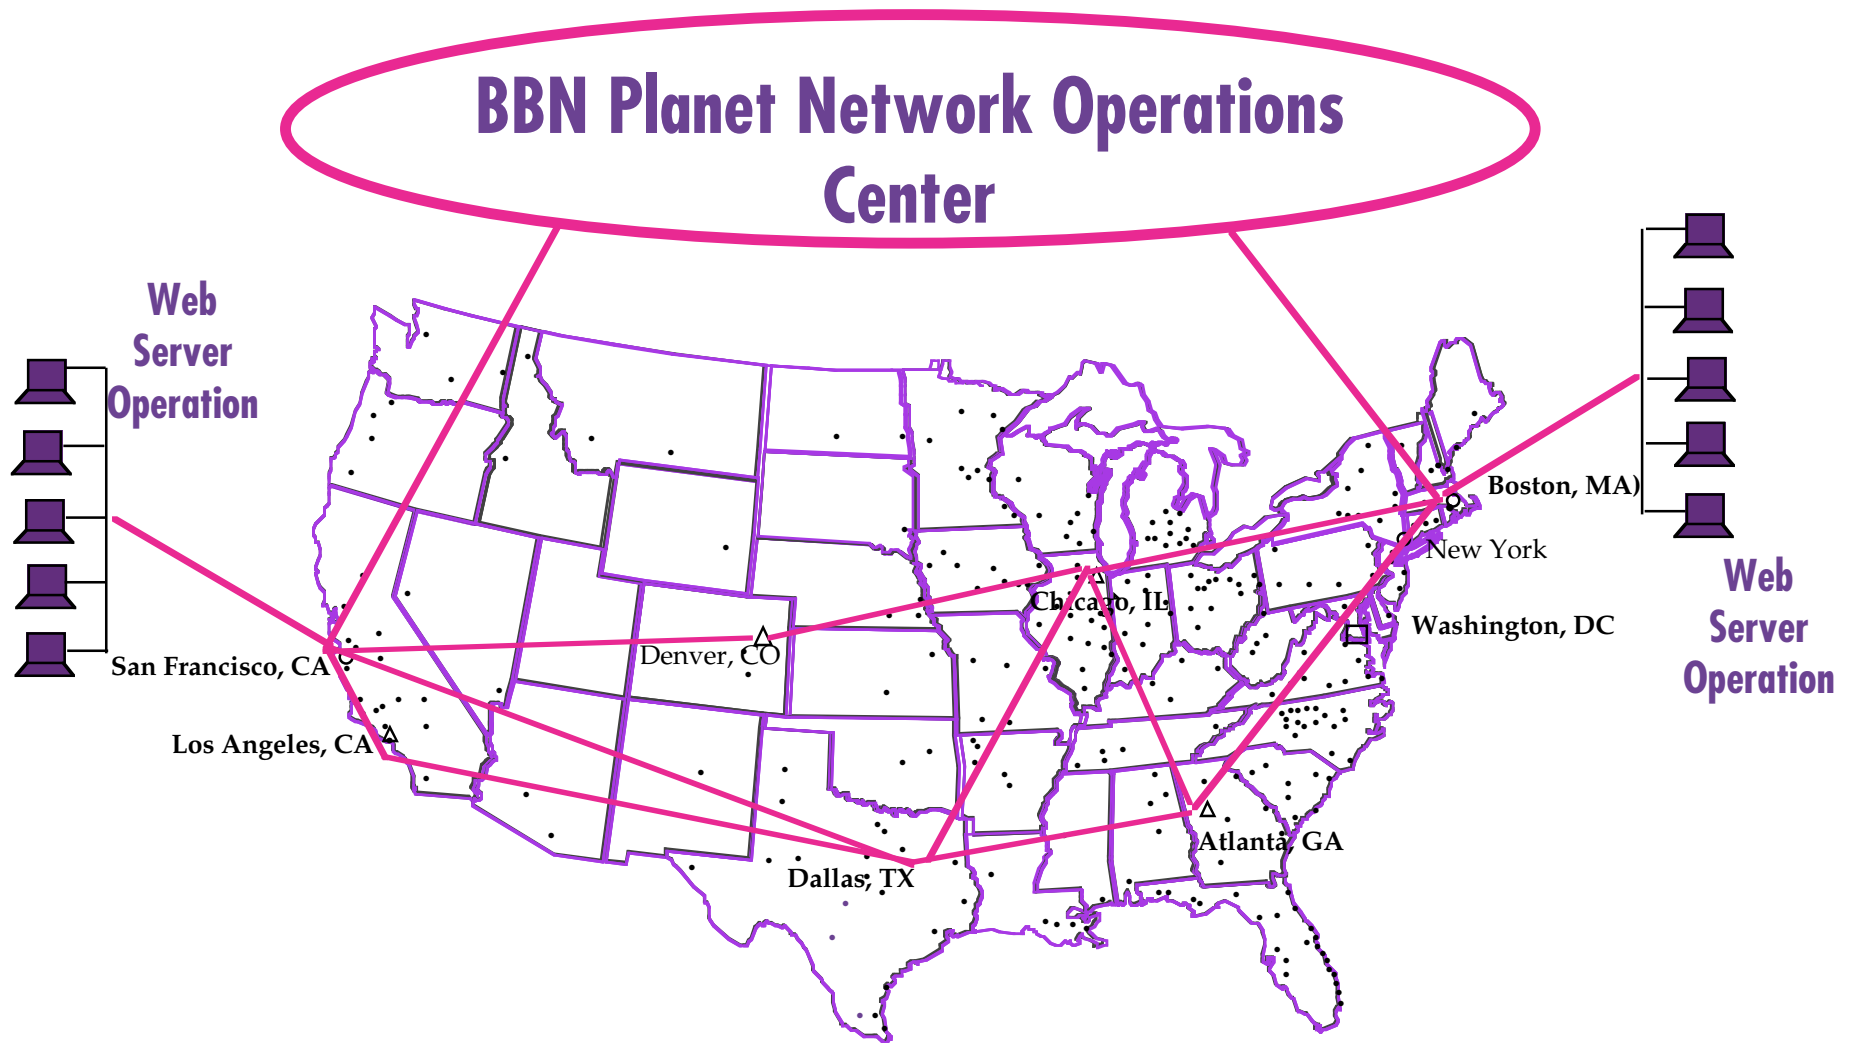 BBN Planet Network Operations
Center
Web
Server
Operation
Boston, MA)
New York
Web
Server
Operation
Chicago, IL
Washington, DC
Denver, CO
San Francisco, CA
Los Angeles, CA
Atlanta, GA
Dallas, TX